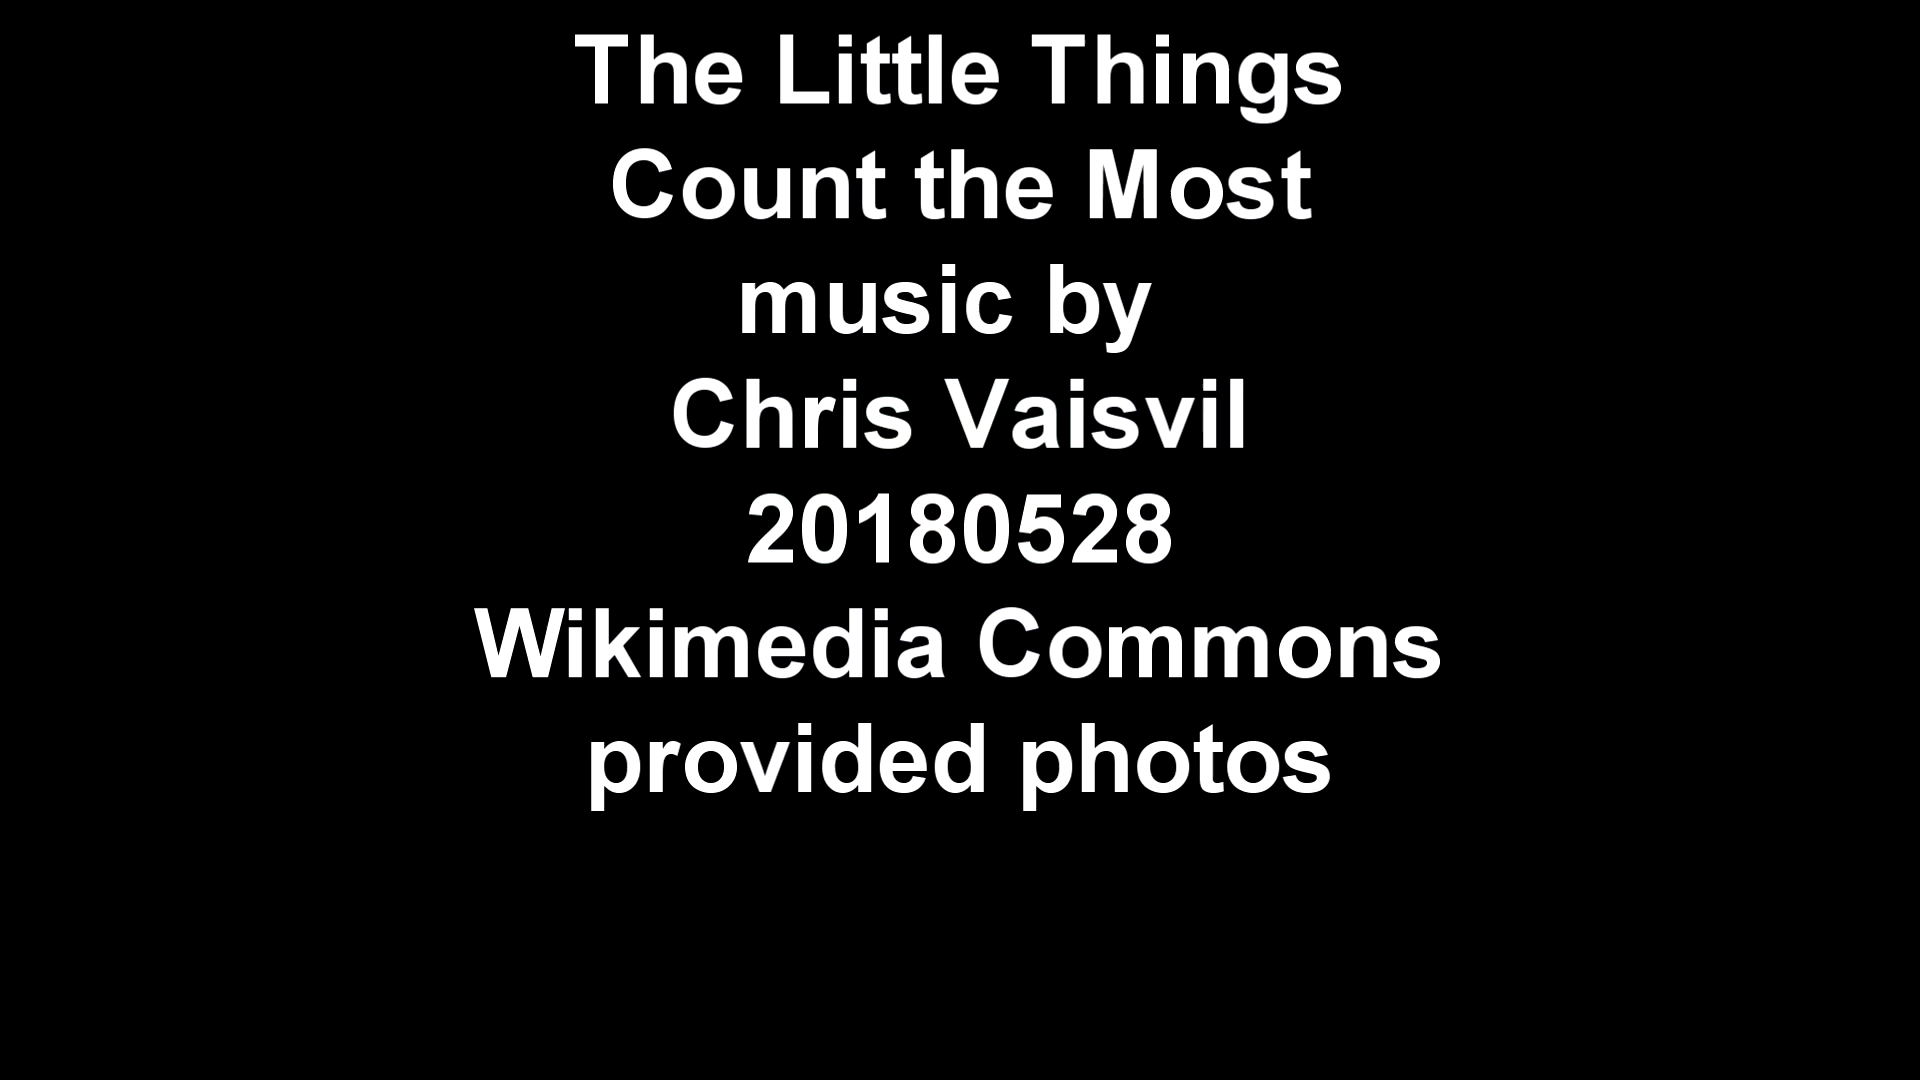 The Little Things
Count the Most
music by
Chris Vaisvil
20180528
Wikimedia Commons
provided photos